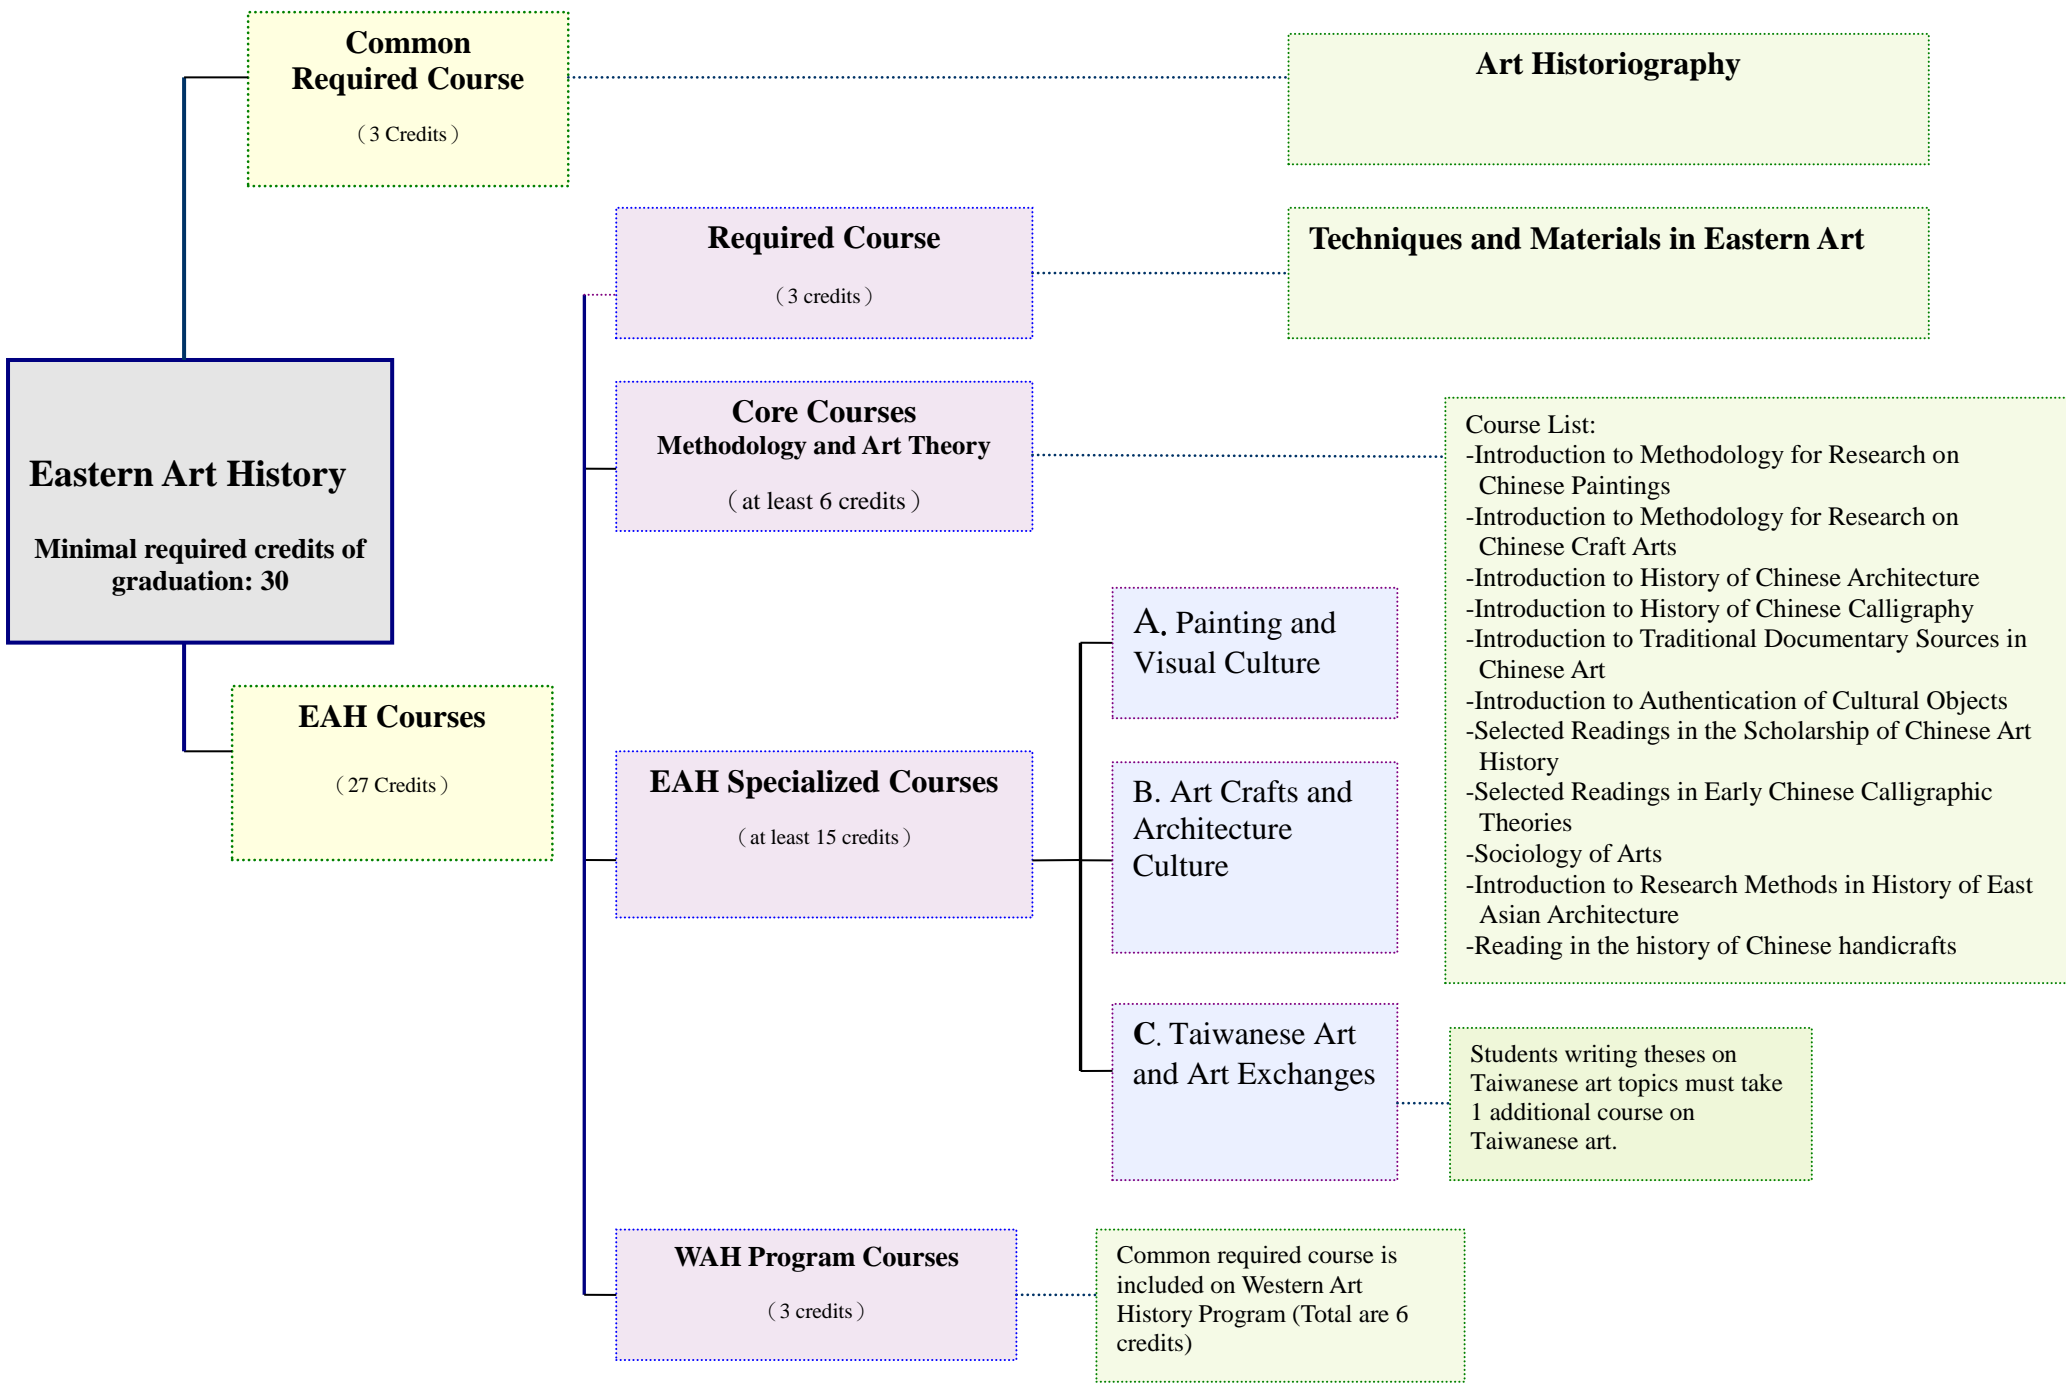 Common
Required Course
（3 Credits）
Art Historiography
Required Course
（3 credits）
Techniques and Materials in Eastern Art
Eastern Art History
Minimal required credits of
graduation: 30
Core Courses
Methodology and Art Theory
（at least 6 credits）
Course List:
-Introduction to Methodology for Research on
Chinese Paintings
-Introduction to Methodology for Research on
Chinese Craft Arts
-Introduction to History of Chinese Architecture
-Introduction to History of Chinese Calligraphy
-Introduction to Traditional Documentary Sources in
Chinese Art
-Introduction to Authentication of Cultural Objects
-Selected Readings in the Scholarship of Chinese Art
History
-Selected Readings in Early Chinese Calligraphic
Theories
-Sociology of Arts
-Introduction to Research Methods in History of East
Asian Architecture
-Reading in the history of Chinese handicrafts
EAH Courses
（27 Credits）
EAH Specialized Courses
（at least 15 credits）
A. Painting and
Visual Culture
B. Art Crafts and
Architecture
Culture
C. Taiwanese Art
and Art Exchanges
Students writing theses on
Taiwanese art topics must take
1 additional course on
Taiwanese art.
WAH Program Courses
（3 credits）
Common required course is
included on Western Art
History Program (Total are 6
credits)